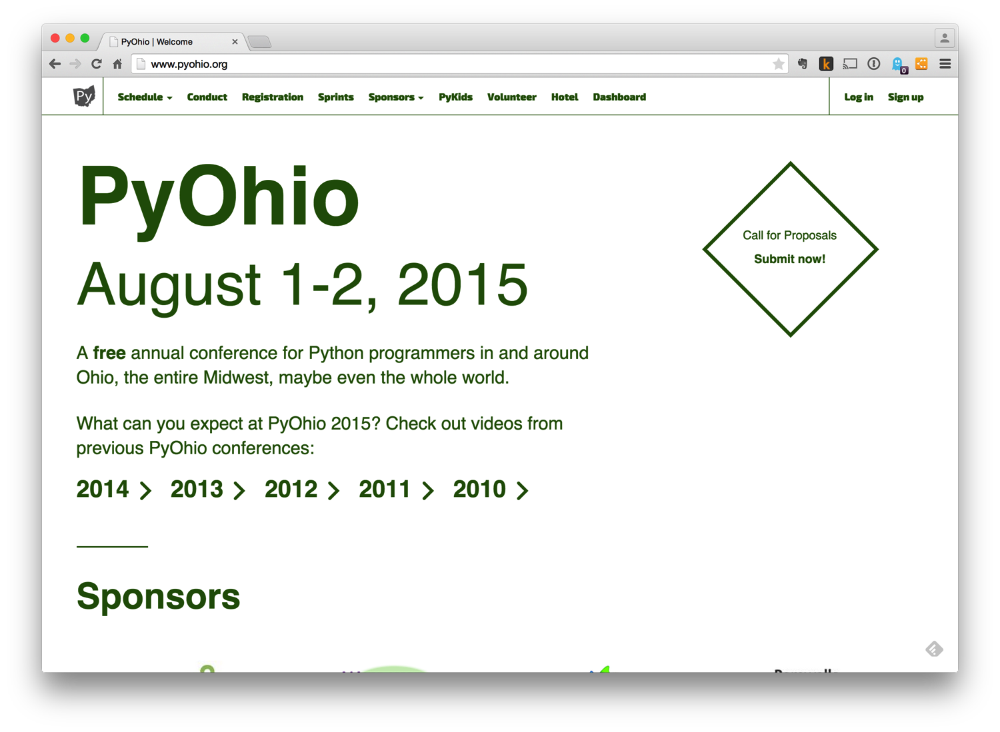 PyOhio | Welcome
www.pyohio.org
0
Py
Schedule Conduct Registration Sprints Sponsors PyKids Volunteer Hotel Dashboard Log in Sign up
PyOhio
August 1-2, 2015
Call for Proposals
Submit now!
A free annual conference for Python programmers in and around
Ohio, the entire Midwest, maybe even the whole world.
What can you expect at PyOhio 2015? Check out videos from
previous PyOhio conferences:
2014 2013 2012 2011 2010
Sponsors